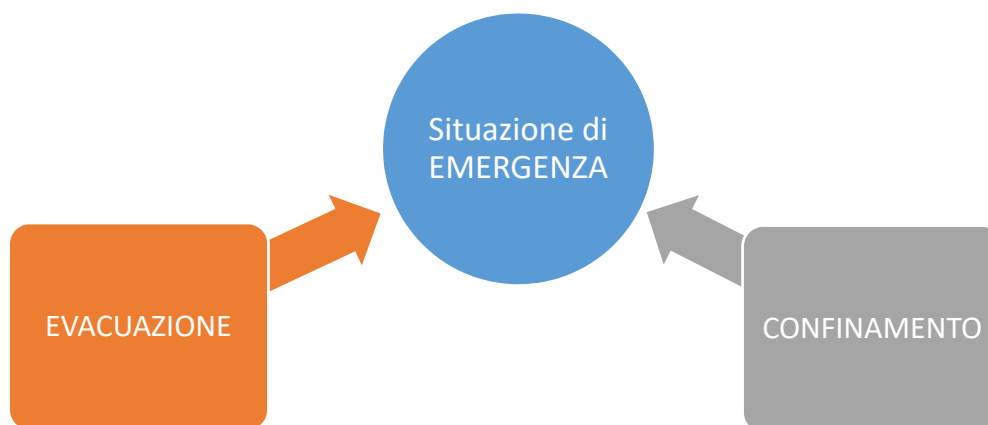 Situazione di
EMERGENZA
EVACUAZIONE
CONFINAMENTO